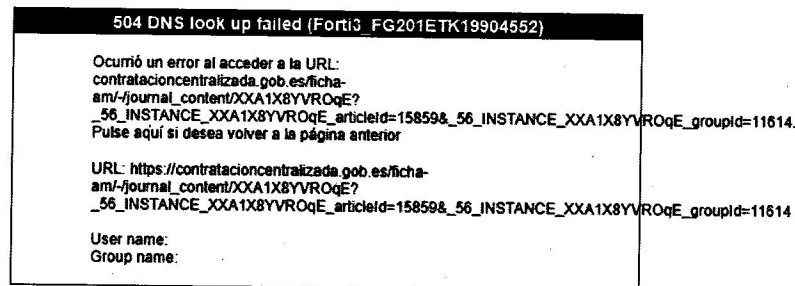 504 DNS look up failed (Forti3_FG201ETK19904552)
Ocurrió un error al acceder a la URL:
contratacioncentralizada.gob.es/ficha-
am/-/journal_content/XXA1X8YVROqE?
_56_INSTANCE_XXA1X8YVROqE_articleId=15859&_56_INSTANCE_XXA1X8YVROqE_groupId=11614.
Pulse aquí si desea volver a la página anterior
URL: https://contratacioncentralizada.gob.es/ficha-
am/-/journal_content/XXA1X8YVROqE?
_56_INSTANCE_XXA1X8YVROqE_articleId=15859&_56_INSTANCE_XXA1X8YVROqE_groupId=11614
User name:
Group name: